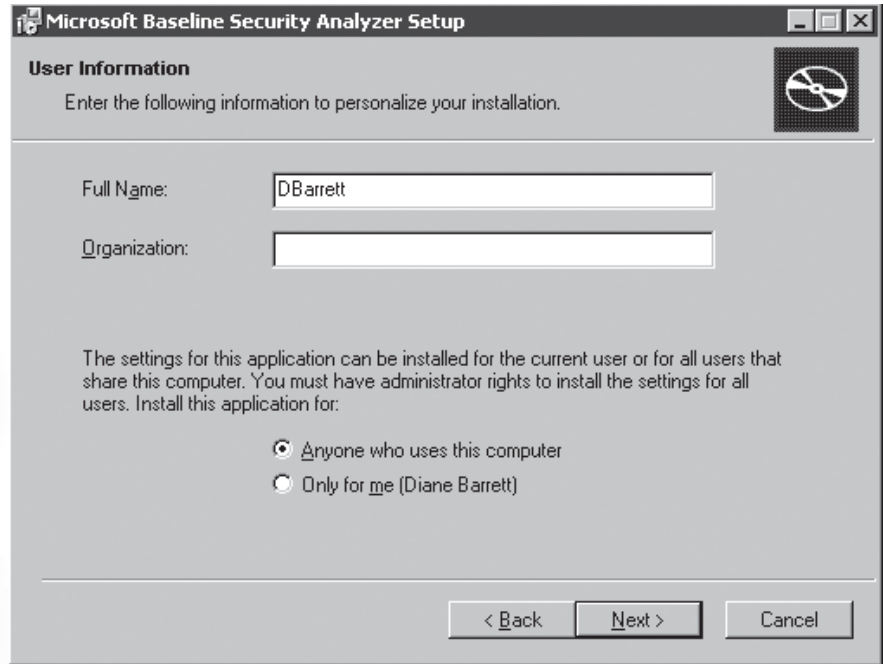 Microsoft Baseline Security Analyzer Setup
User Information
Enter the following information to personalize your installation.
Full Name:
DBarrett
Organization:
The settings for this application can be installed for the current user or for all users that
share this computer. You must have administrator rights to install the settings for all
users. Install this application for:
Anyone who uses this computer
Only for me (Diane Barrett)
< Back
Next >
Cancel